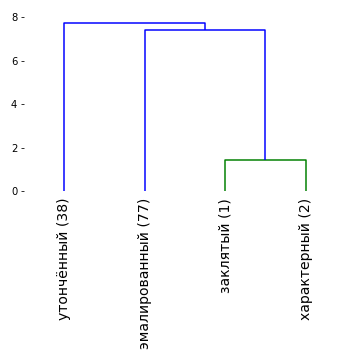 8
6
4
2
0
утончённый (38)
эмалированный (77)
заклятый (1)
характерный (2)